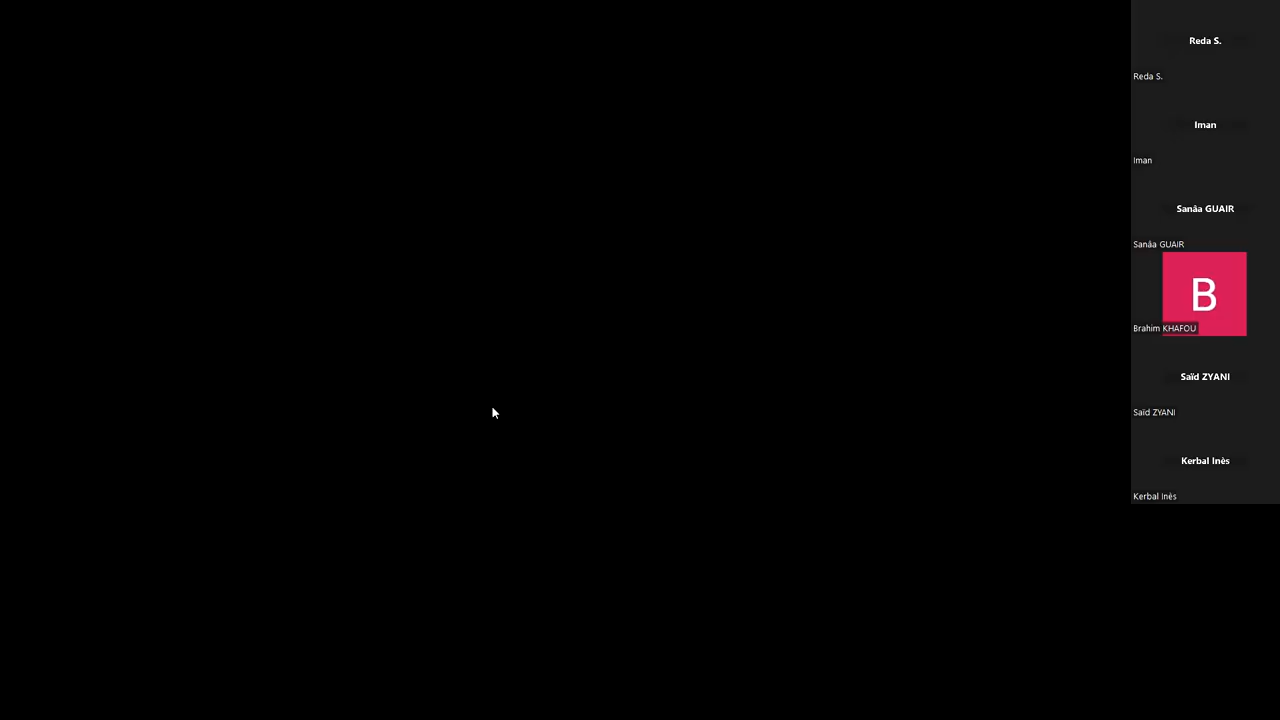 Reda S.
Reda S.
Iman
Iman
Sanâa GUAIR
Sanâa GUAIR
B
Brahim KHAFOU
Saïd ZYANI
Saïd ZYANI
Kerbal Inès
Kerbal Inès